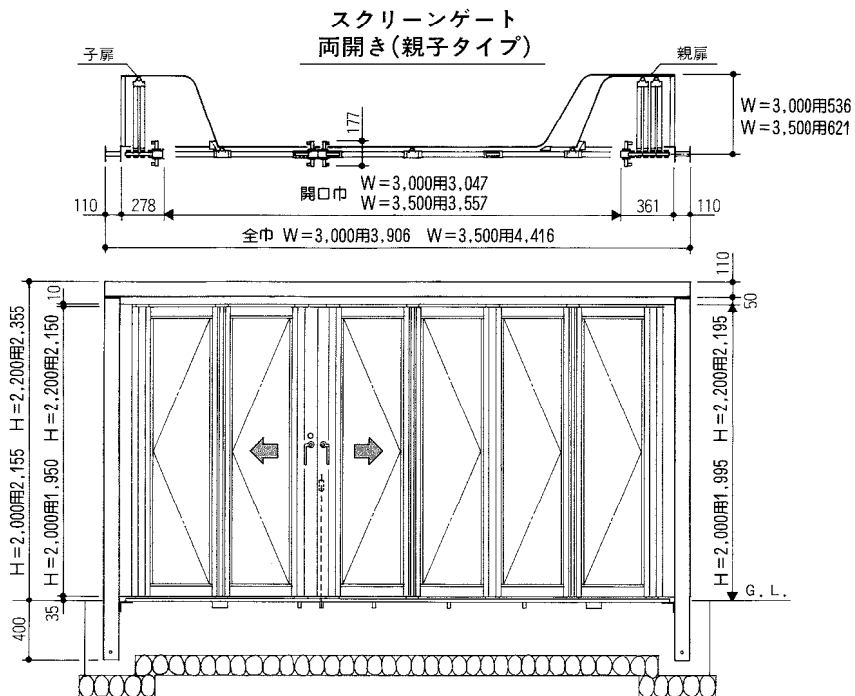 スクリーンゲート
両開き(親子タイプ)
子扉
親扉
177
W=3,000用536
W=3,500用621
開口巾
W=3,000用3,047
W=3,500用3,557
110
278
361
110
全巾 W=3,000用3,906 W=3,500用4,416
110
50
10
H=2,000用2,155 H=2,200用2,355
H=2,000用1,950 H=2,200用2,150
H=2,000用1,995 H=2,200用2,195
G.L.
35
400